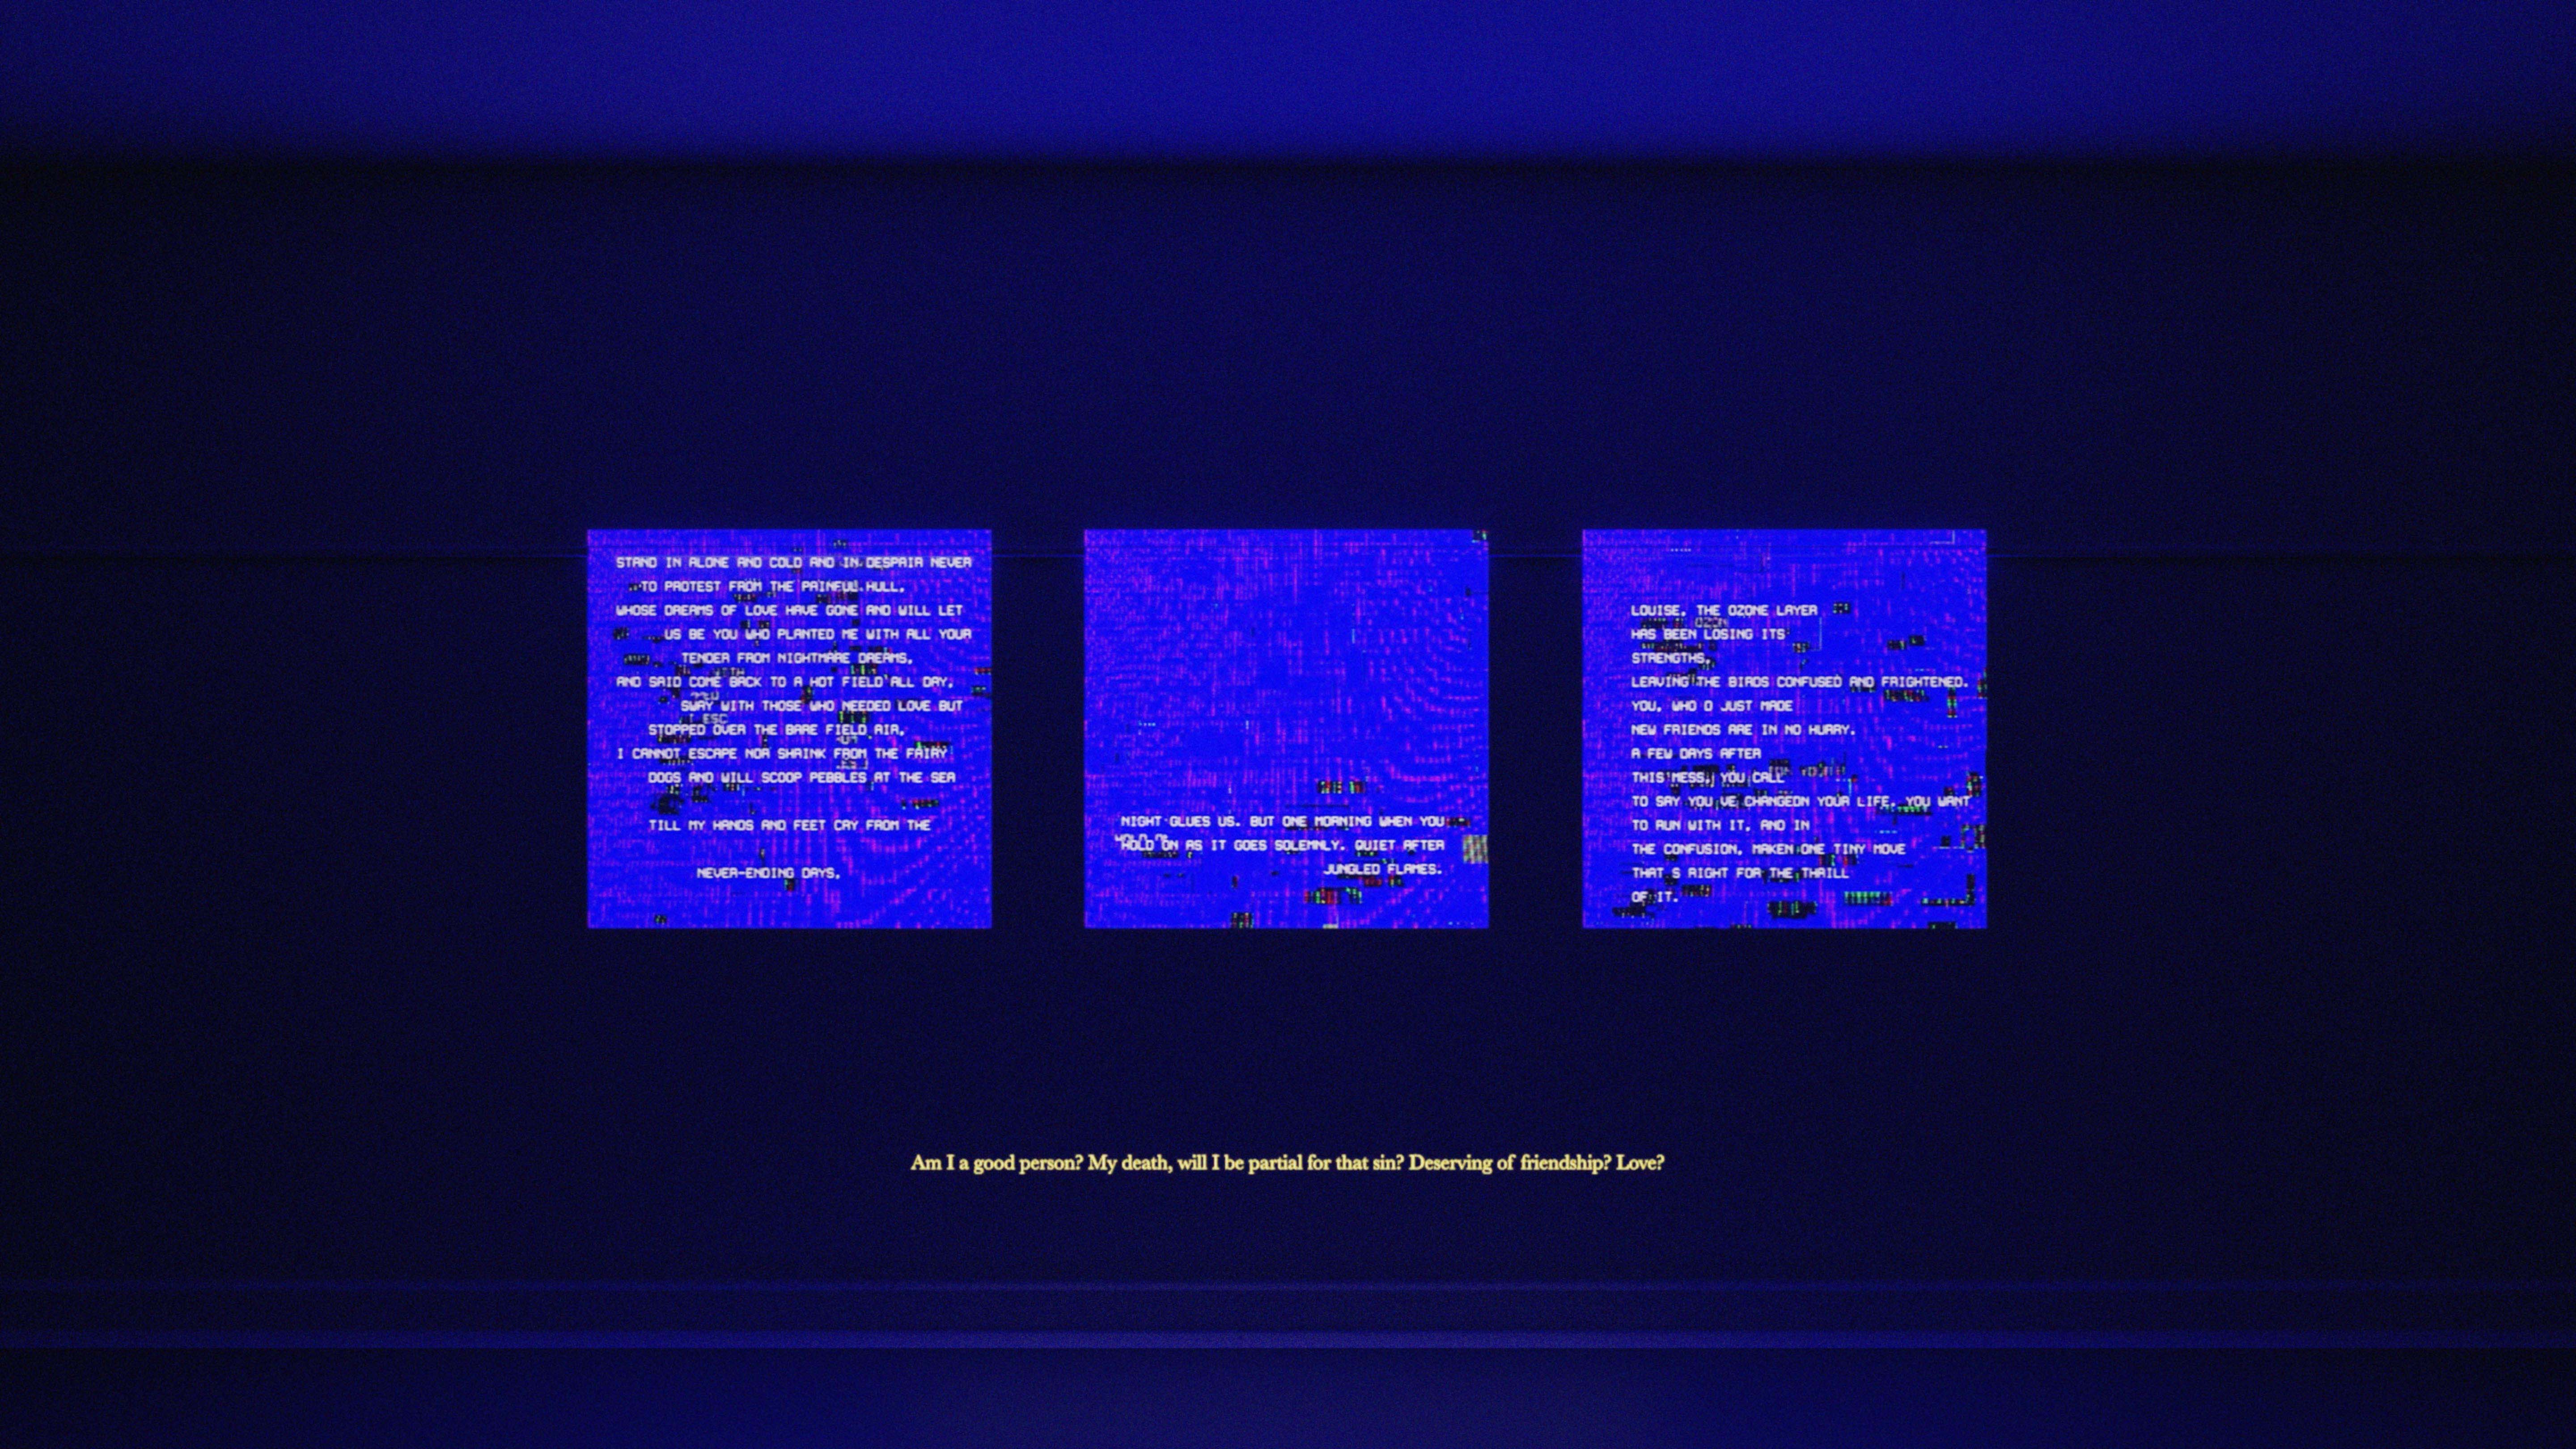 STAND IN ALONE AND COLD AND IN DESPAIR NEVER
TO PROTEST FROM THE PAINFUL HULL,
WHOSE DREAMS OF LOVE HAVE GONE AND WILL LET
US BE YOU WHO PLANTED ME WITH ALL YOUR
TENDER FROM NIGHTMARE DREAMS,
AND SAID COME BACK TO A HOT FIELD ALL DAY,
SWAY WITH THOSE WHO NEEDED LOVE BUT
STOPPED OVER THE BARE FIELD AIR,
I CANNOT ESCAPE NOR SHRINK FROM THE FAIRY
DOGS AND WILL SCOOP PEBBLES AT THE SEA
TILL MY HANDS AND FEET CRY FROM THE
NEVER-ENDING DAYS,
NIGHT GLUES US. BUT ONE MORNING WHEN YOU
HOLD ON AS IT GOES SOLEMNLY. QUIET AFTER
JUNGLED FLAMES.
LOUISE, THE OZONE LAYER
HAS BEEN LOSING ITS
STRENGTHS,
LEAVING THE BIRDS CONFUSED AND FRIGHTENED.
YOU, WHO D JUST MADE
NEW FRIENDS ARE IN NO HURRY.
A FEW DAYS AFTER
THIS MESS, YOU CALL
TO SAY YOU VE CHANGEDN YOUR LIFE, YOU WANT
TO RUN WITH IT, AND IN
THE CONFUSION, MAKEN ONE TINY MOVE
THAT S RIGHT FOR THE THRILL
OF IT.
Am I a good person? My death, will I be partial for that sin? Deserving of friendship? Love?